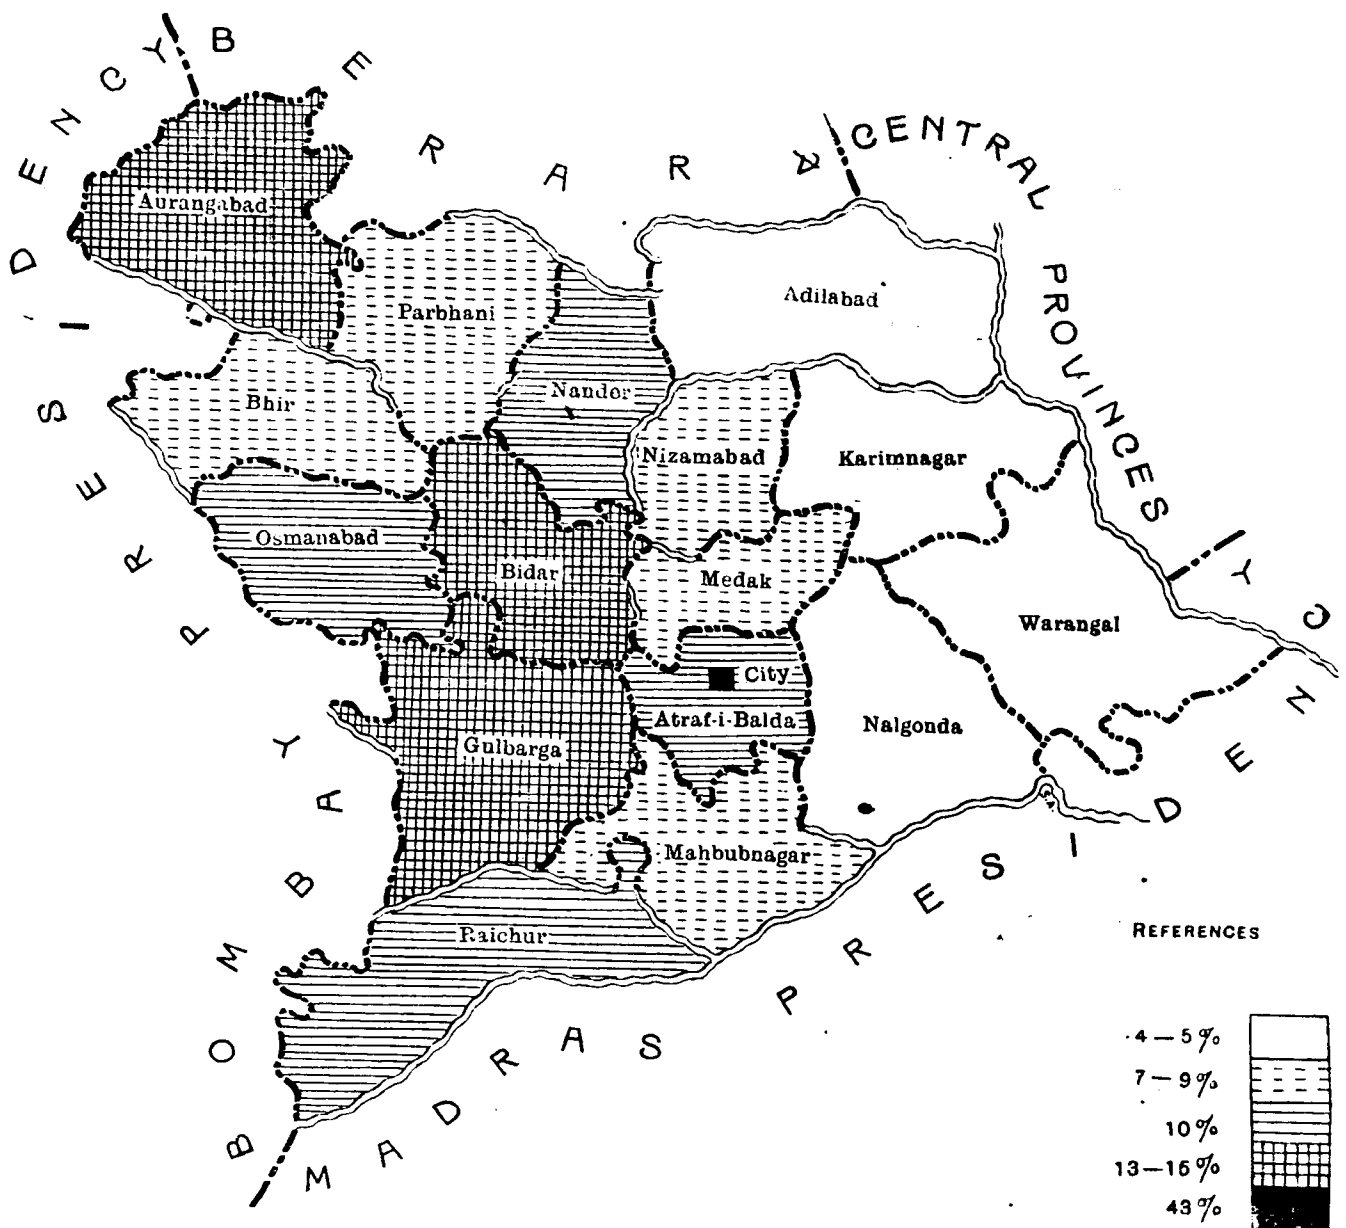 BERAR
CENTRAL PROVINCES
BOMBAY PRESIDENCY
Aurangabad
Parbhani
Adilabad
Bhir
Nander
Nizamabad
Karimnagar
Osmanabad
Bidar
Medak
Warangal
City
Atraf-i-Balda
Nalgonda
Gulbarga
Mahbubnagar
Raichur
MADRAS PRESIDENCY
REFERENCES
4—5%
7—9%
10%
13—15%
43%